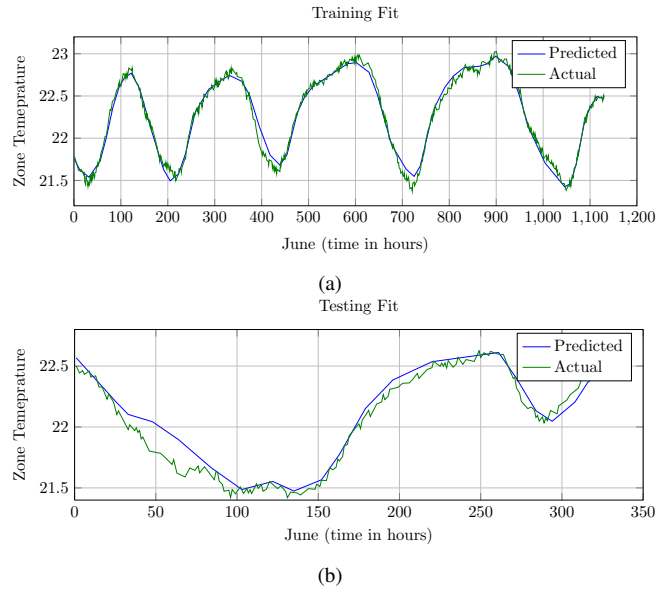 Training Fit
23
22.5
22
21.5
Zone Temeprature
Predicted
Actual
0 100 200 300 400 500 600 700 800 900 1,000 1,100 1,200
June (time in hours)
(a)
Testing Fit
22.5
22
21.5
Zone Temeprature
Predicted
Actual
0 50 100 150 200 250 300 350
June (time in hours)
(b)